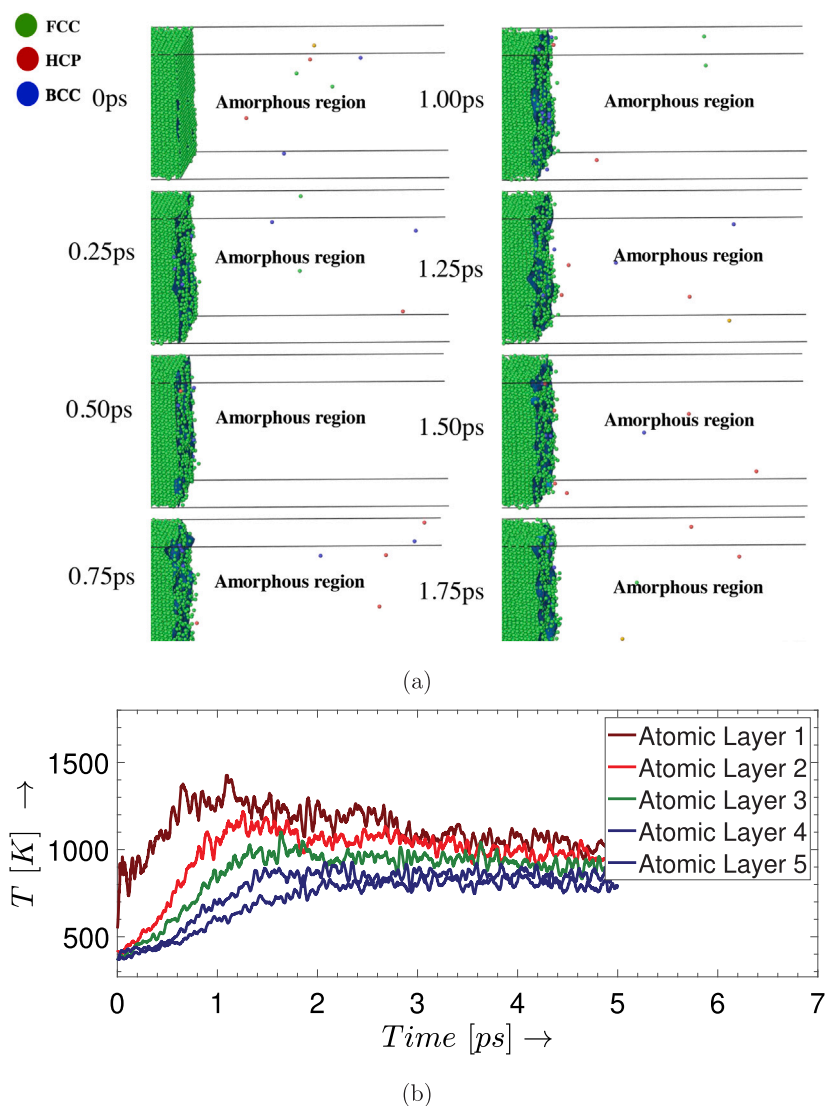 FCC
HCP
BCC
0ps
Amorphous region
1.00ps
Amorphous region
0.25ps
Amorphous region
1.25ps
Amorphous region
0.50ps
Amorphous region
1.50ps
Amorphous region
0.75ps
Amorphous region
1.75ps
Amorphous region
(a)
1500
1000
500
T [K] →
Atomic Layer 1
Atomic Layer 2
Atomic Layer 3
Atomic Layer 4
Atomic Layer 5
0 1 2 3 4 5 6 7
Time [ps] →
(b)